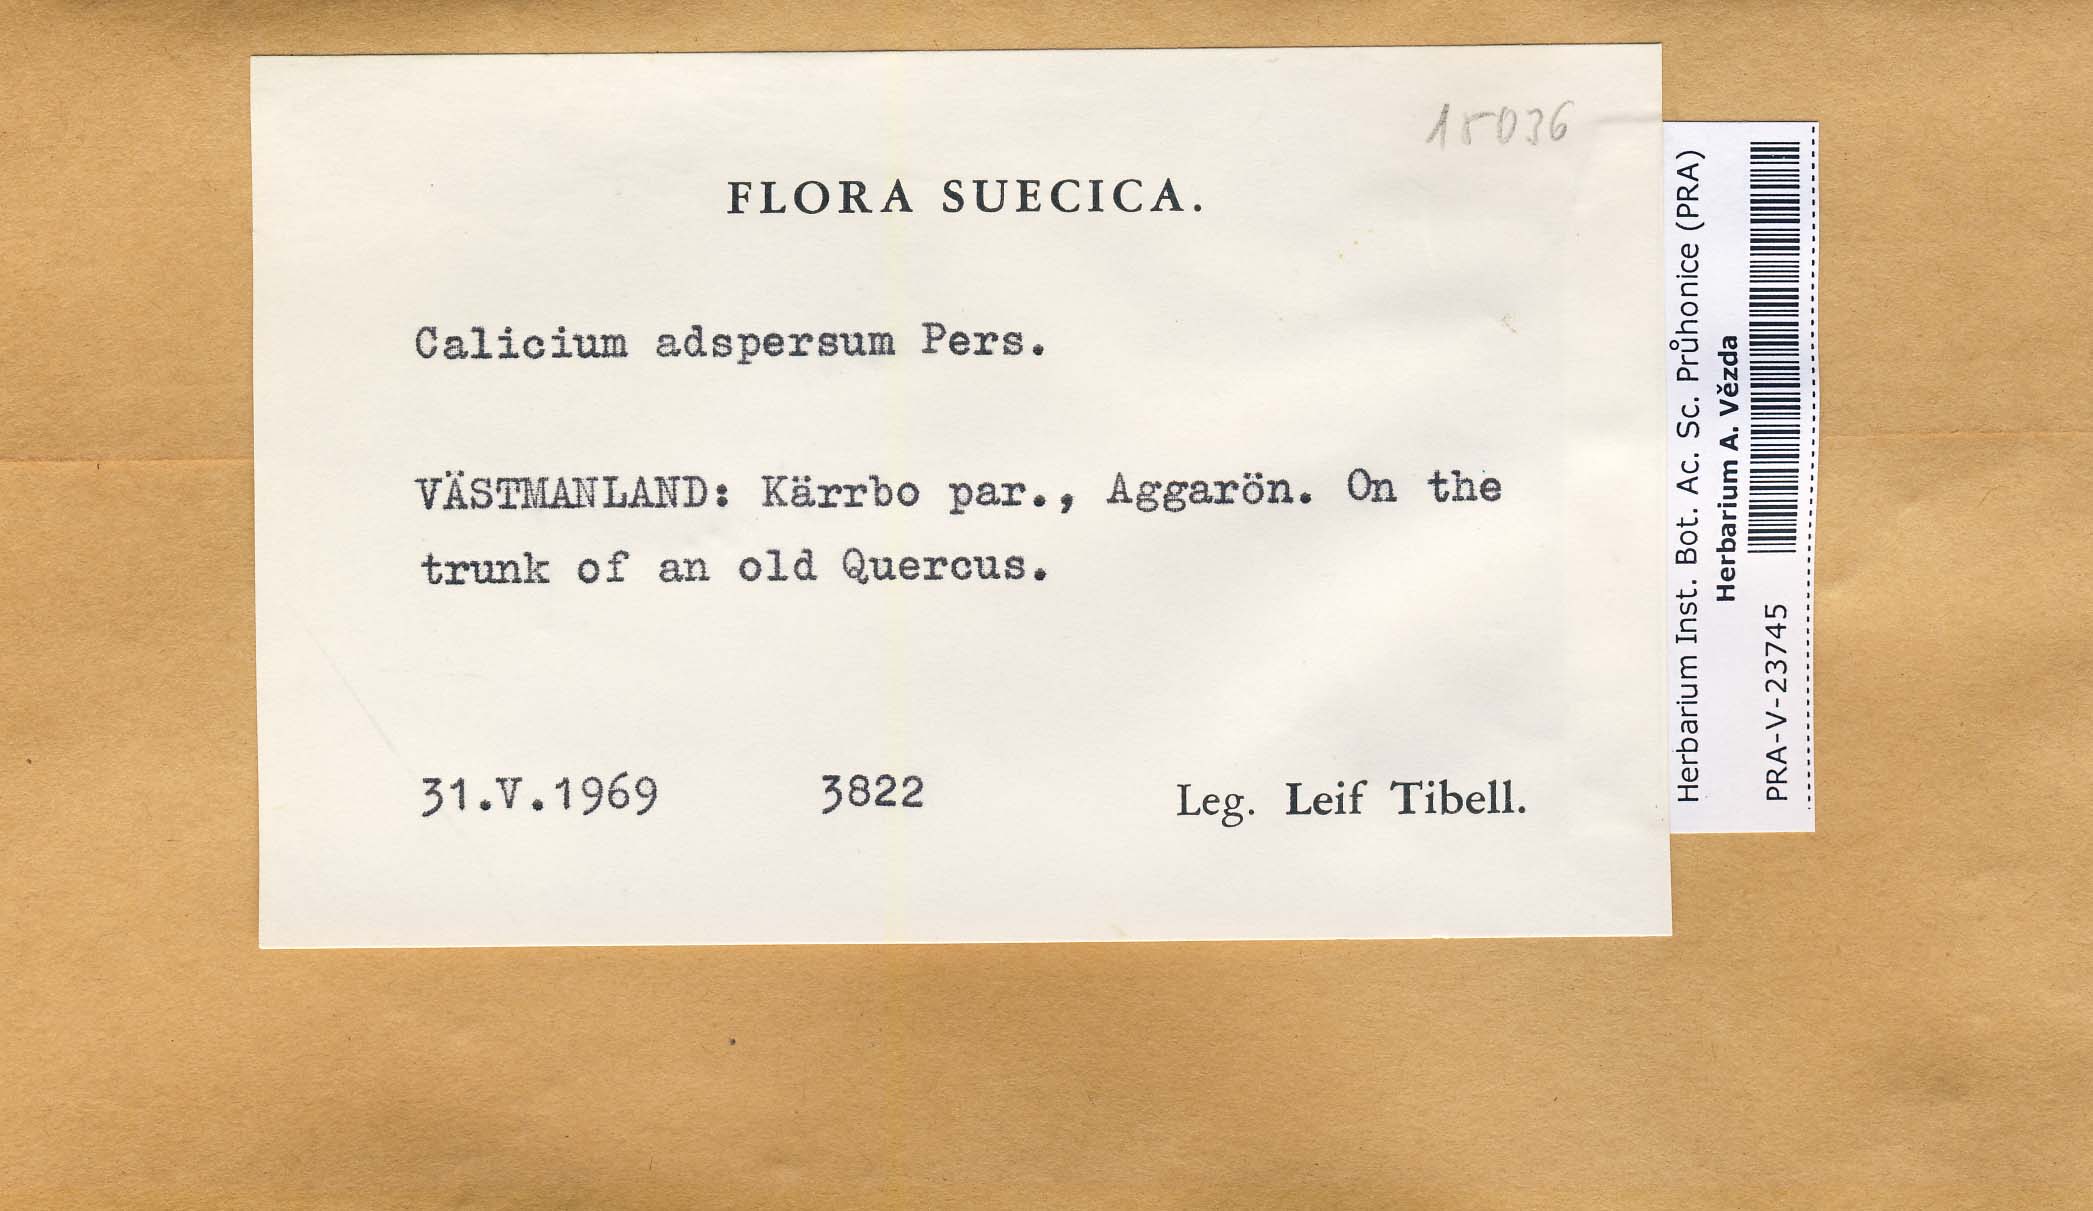 15036
FLORA SUECICA.
Calicium adspersum Pers.
VÄSTMANLAND: Kärrbo par., Aggarön. On the
trunk of an old Quercus.
31.V.1969 3822 Leg. Leif Tibell.
Herbarium Inst. Bot. Ac. Sc. Průhonice (PRA)
Herbarium A. Vězda
PRA-V-23745